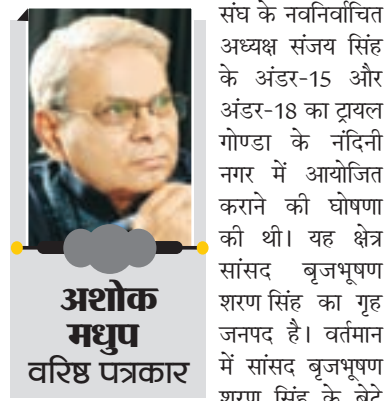 अशोक
मधुप
वरिष्ठ पत्रकार
संघ के नवनिर्वाचित
अध्यक्ष संजय सिंह
के अंडर-15 और
अंडर-18 का ट्रायल
गोण्डा के नंदिनी
नगर में आयोजित
कराने की घोषणा
की थी। यह क्षेत्र
सांसद बृजभूषण
शरण सिंह का गृह
जनपद है। वर्तमान
में सांसद बृजभूषण
शरण सिंह के बेटे